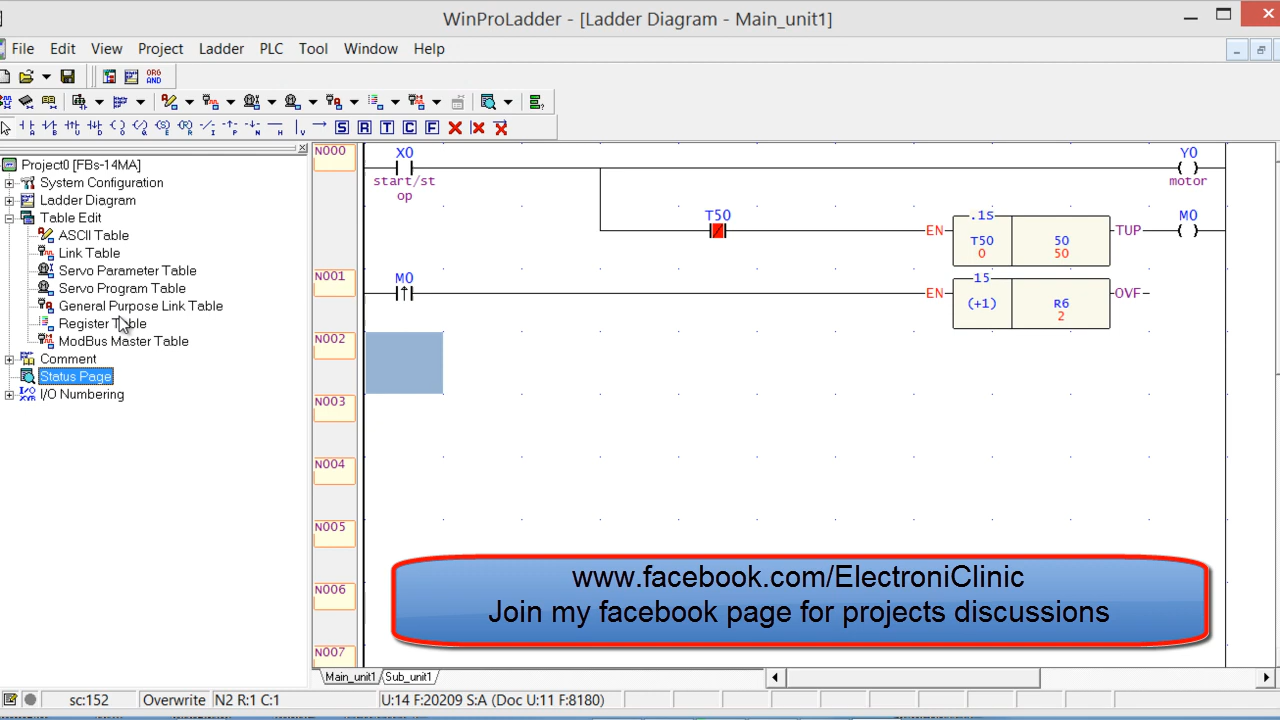 WinProLadder - [Ladder Diagram - Main_unit1]
File Edit View Project Ladder PLC Tool Window Help
ORG
AND
S R T C F
Project0 [FBs-14MA]
System Configuration
Ladder Diagram
Table Edit
ASCII Table
Link Table
Servo Parameter Table
Servo Program Table
General Purpose Link Table
Register Table
ModBus Master Table
Comment
Status Page
I/O Numbering
N000
X0
start/st
op
Y0
motor
T50
EN
.1S
T50
0
50
50
TUP
M0
N001
M0
EN
15
(+1)
R6
2
OVF
N002
N003
N004
N005
N006
N007
www.facebook.com/ElectroniClinic
Join my facebook page for projects discussions
Main_unit1 Sub_unit1
sc:152 Overwrite N2 R:1 C:1 U:14 F:20209 S:A (Doc U:11 F:8180)